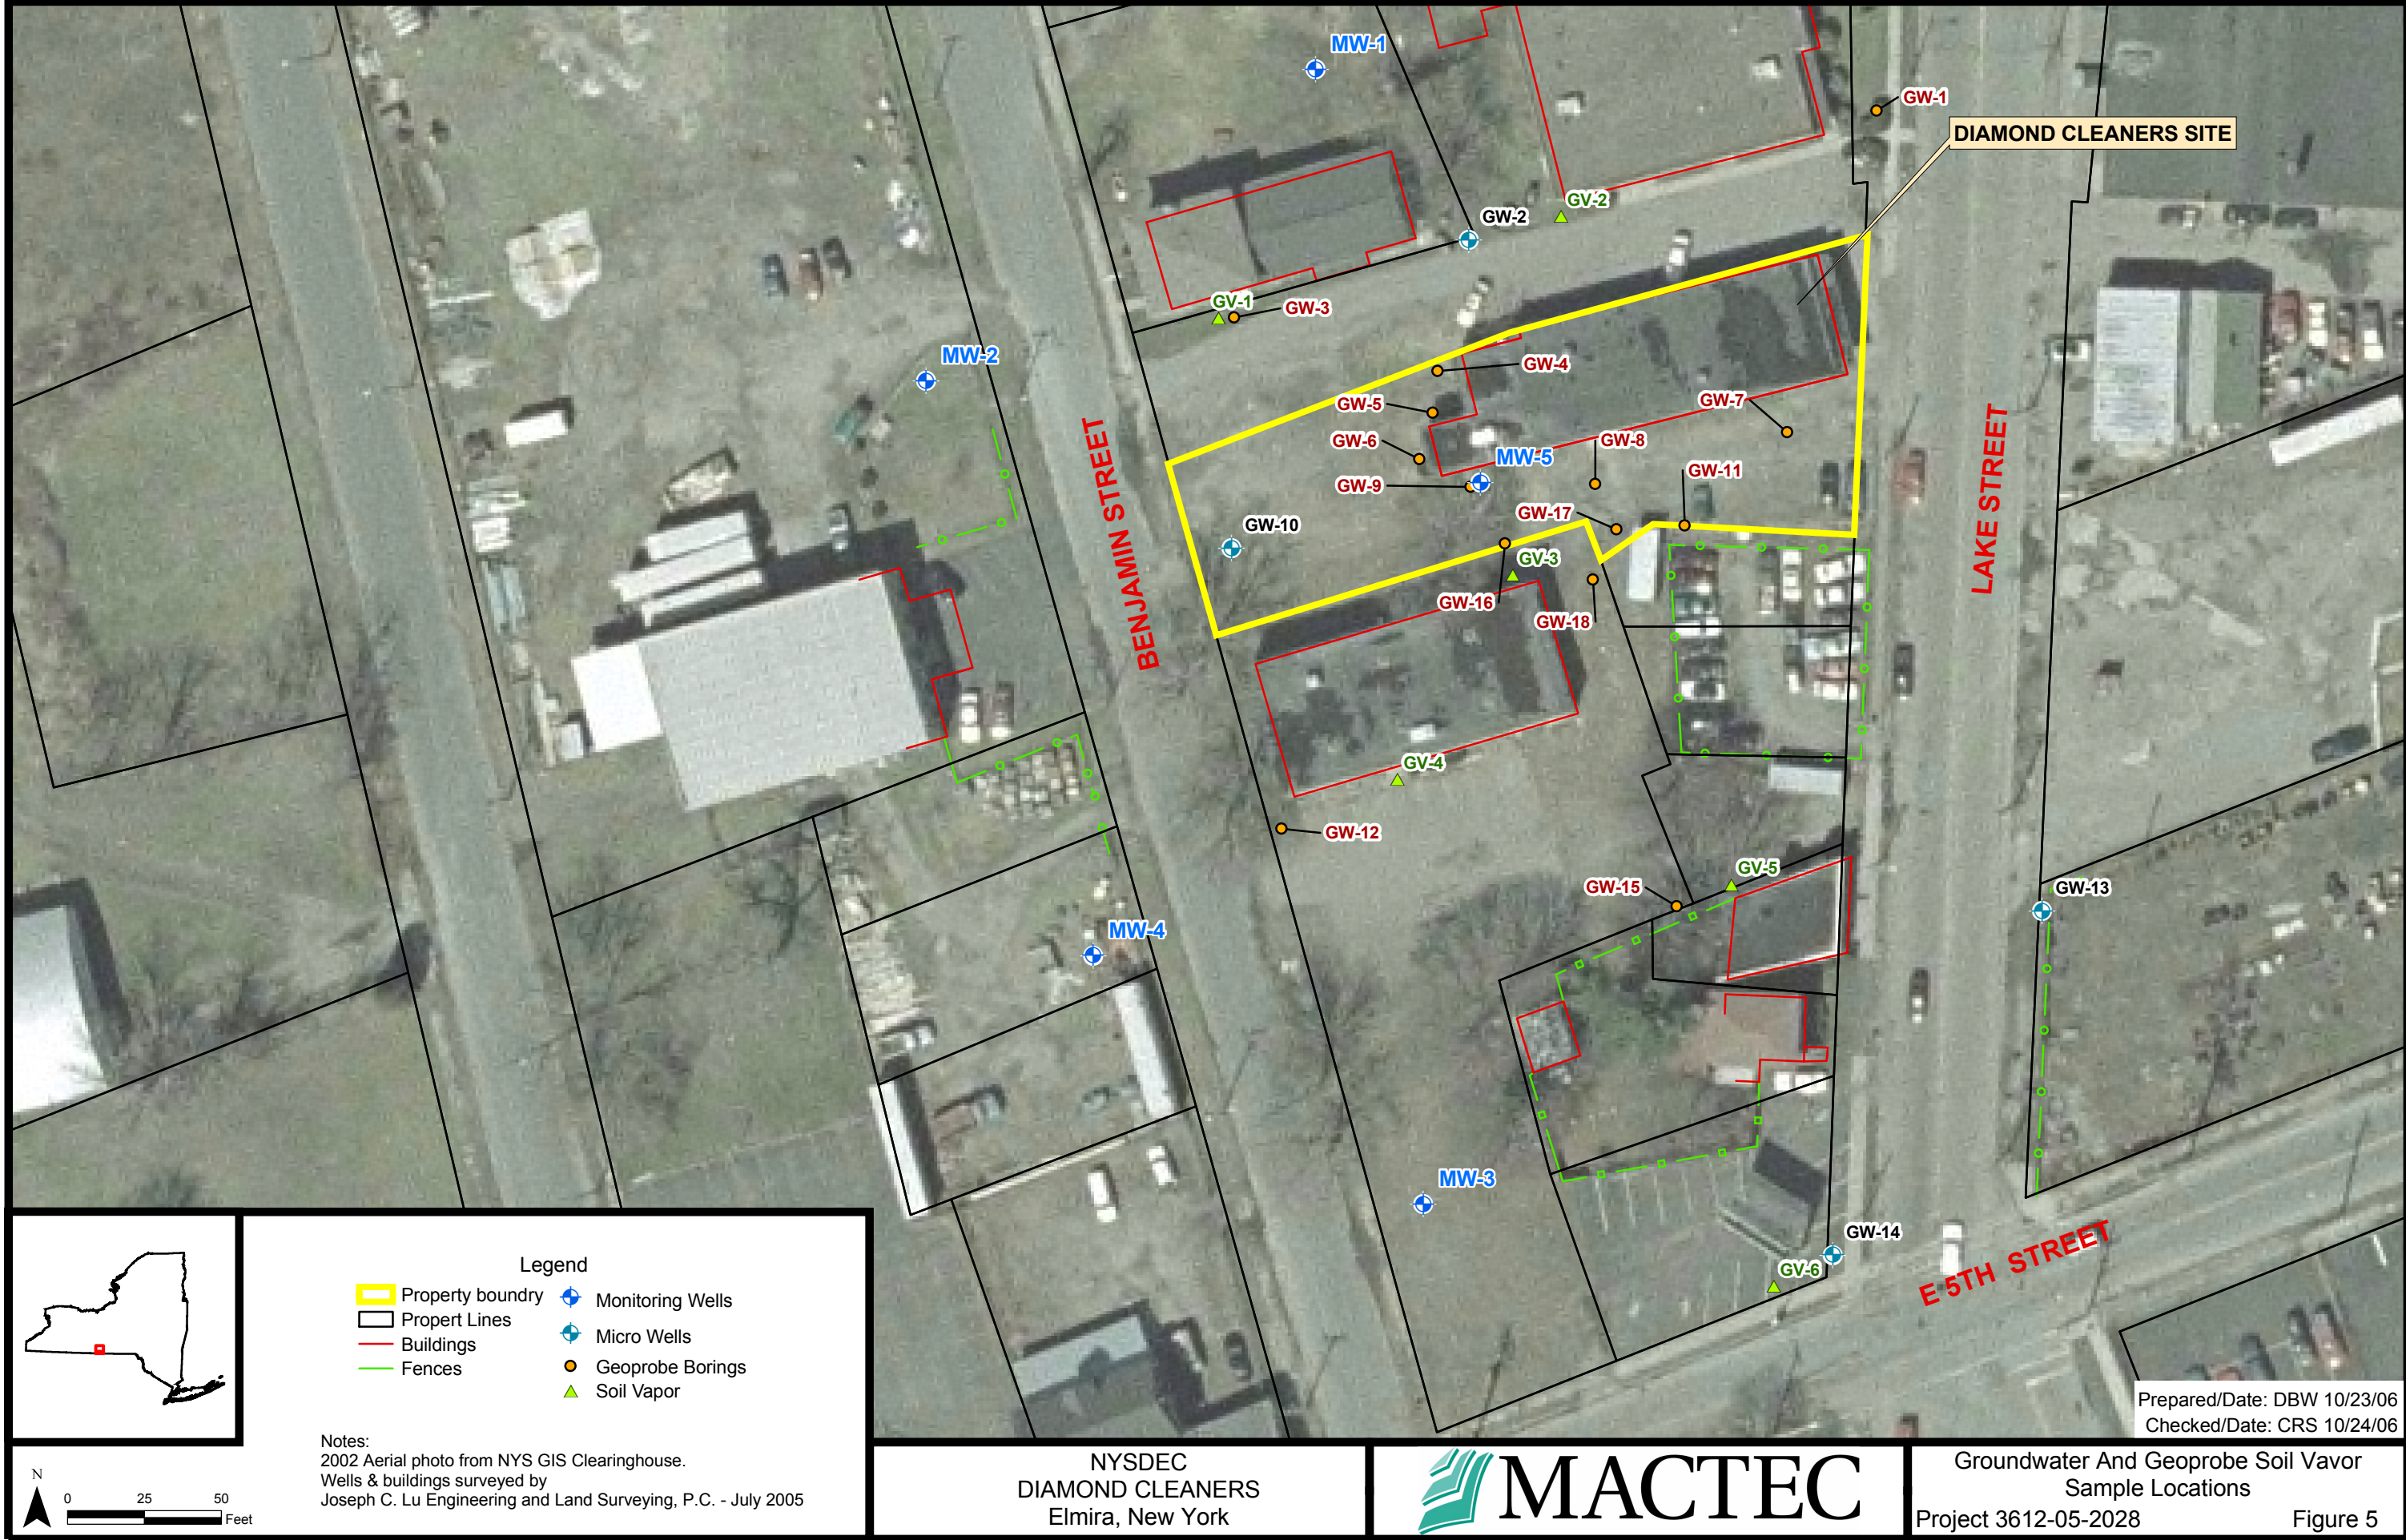 MW-1
GW-1
DIAMOND CLEANERS SITE
GV-2
GW-2
GV-1
GW-3
MW-2
GW-4
GW-5
GW-7
GW-6
GW-8
MW-5
GW-11
GW-9
GW-17
GW-10
BENJAMIN STREET
LAKE STREET
GV-3
GW-16
GW-18
GV-4
GW-12
GV-5
GW-15
GW-13
MW-4
MW-3
GW-14
GV-6
E 5TH STREET
Legend
Property boundry
Propert Lines
Buildings
Fences
Monitoring Wells
Micro Wells
Geoprobe Borings
Soil Vapor
Notes:
2002 Aerial photo from NYS GIS Clearinghouse.
Wells & buildings surveyed by
Joseph C. Lu Engineering and Land Surveying, P.C. - July 2005
N
0 25 50
Feet
Prepared/Date: DBW 10/23/06
Checked/Date: CRS 10/24/06
NYSDEC
DIAMOND CLEANERS
Elmira, New York
MACTEC
Groundwater And Geoprobe Soil Vavor
Sample Locations
Project 3612-05-2028 Figure 5